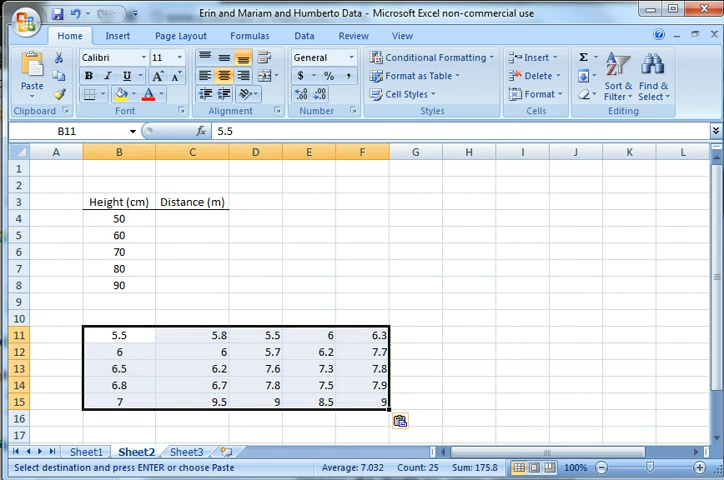 Erin and Mariam and Humberto Data - Microsoft Excel non-commercial use
Home Insert Page Layout Formulas Data Review View
Paste
Clipboard
Calibri 11
B I U
Font
Alignment
General
$ % ,
Number
Conditional Formatting
Format as Table
Cell Styles
Styles
Insert
Delete
Format
Cells
Σ
Sort & Filter
Find & Select
Editing
B11 fx 5.5
A B C D E F G H I J K L
1
2
3 Height (cm) Distance (m)
4 50
5 60
6 70
7 80
8 90
9
10
11 5.5 5.8 5.5 6 6.3
12 6 6 5.7 6.2 7.7
13 6.5 6.2 7.6 7.3 7.8
14 6.8 6.7 7.8 7.5 7.9
15 7 9.5 9 8.5 9
16
17
Sheet1 Sheet2 Sheet3
Select destination and press ENTER or choose Paste Average: 7.032 Count: 25 Sum: 175.8 100%